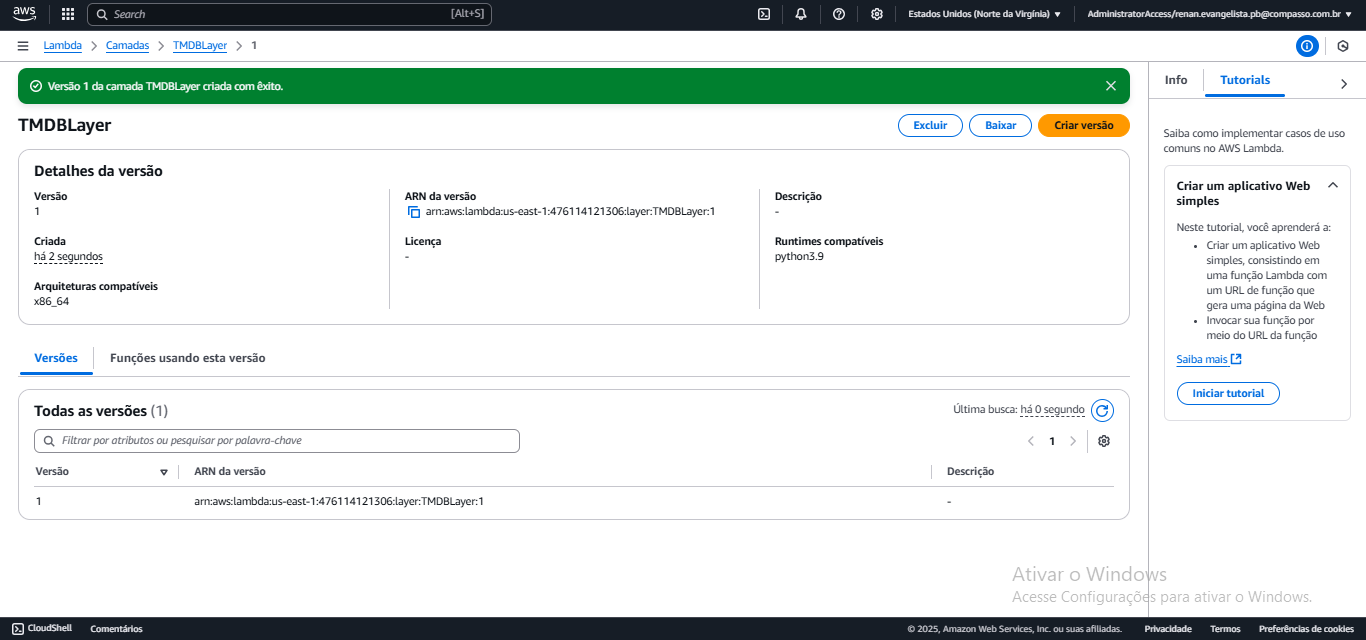 aws
Search [Alt+S]
Estados Unidos (Norte da Virgínia) ▼
AdministratorAccess/renan.evangelista.pb@compasso.com.br ▼
Lambda > Camadas > TMDBLayer > 1
Versão 1 da camada TMDBLayer criada com êxito.
TMDBLayer
Excluir
Baixar
Criar versão
Detalhes da versão
Versão
1
Criada
há 2 segundos
Arquiteturas compatíveis
x86_64
ARN da versão
arn:aws:lambda:us-east-1:476114121306:layer:TMDBLayer:1
Licença
-
Descrição
-
Runtimes compatíveis
python3.9
Versões
Funções usando esta versão
Todas as versões (1)
Última busca: há 0 segundo
Filtrar por atributos ou pesquisar por palavra-chave
1
Versão ARN da versão Descrição
1 arn:aws:lambda:us-east-1:476114121306:layer:TMDBLayer:1 -
Info
Tutorials
Saiba como implementar casos de uso
comuns no AWS Lambda.
Criar um aplicativo Web
simples
Neste tutorial, você aprenderá a:
• Criar um aplicativo Web
simples, consistindo em
uma função Lambda com
um URL de função que
gera uma página da Web
• Invocar sua função por
meio do URL da função
Saiba mais
Iniciar tutorial
Ativar o Windows
Acesse Configurações para ativar o Windows.
CloudShell
Comentários
© 2025, Amazon Web Services, Inc. ou suas afiliadas.
Privacidade
Termos
Preferências de cookies